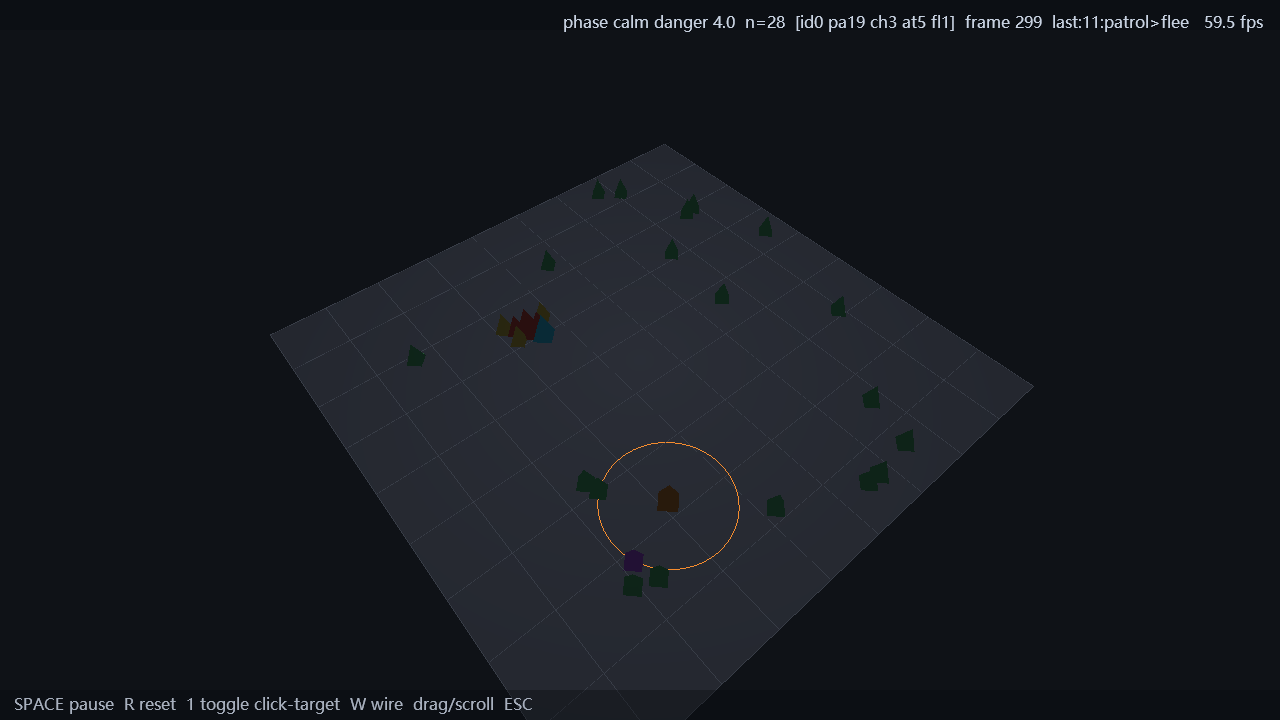 phase calm danger 4.0 n=28 [id0 pa19 ch3 at5 fl1] frame 299 last:11:patrol>flee 59.5 fps
SPACE pause R reset 1 toggle click-target W wire drag/scroll ESC